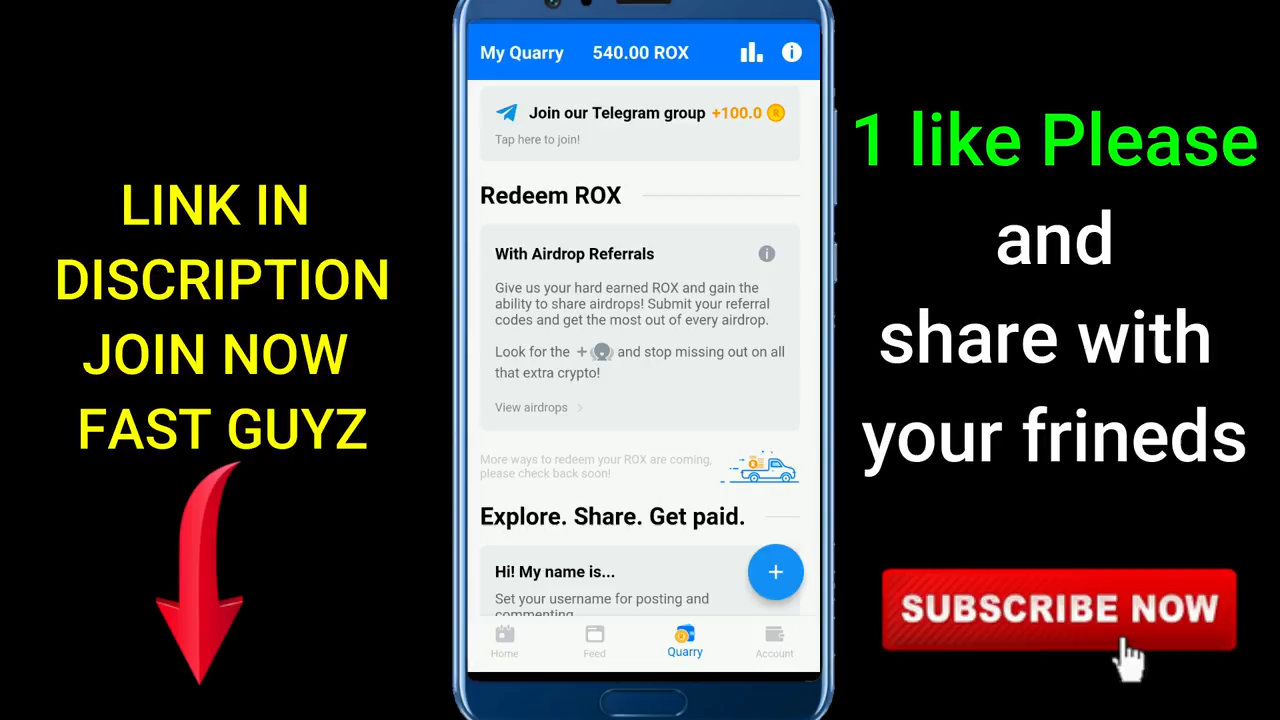 LINK IN
DISCRIPTION
JOIN NOW
FAST GUYZ
My Quarry 540.00 ROX
Join our Telegram group +100.0
Tap here to join!
Redeem ROX
With Airdrop Referrals
Give us your hard earned ROX and gain the
ability to share airdrops! Submit your referral
codes and get the most out of every airdrop.
Look for the + and stop missing out on all
that extra crypto!
View airdrops
More ways to redeem your ROX are coming,
please check back soon!
Explore. Share. Get paid.
Hi! My name is...
Set your username for posting and
commenting
+
Home Feed Quarry Account
1 like Please
and
share with
your frineds
SUBSCRIBE NOW